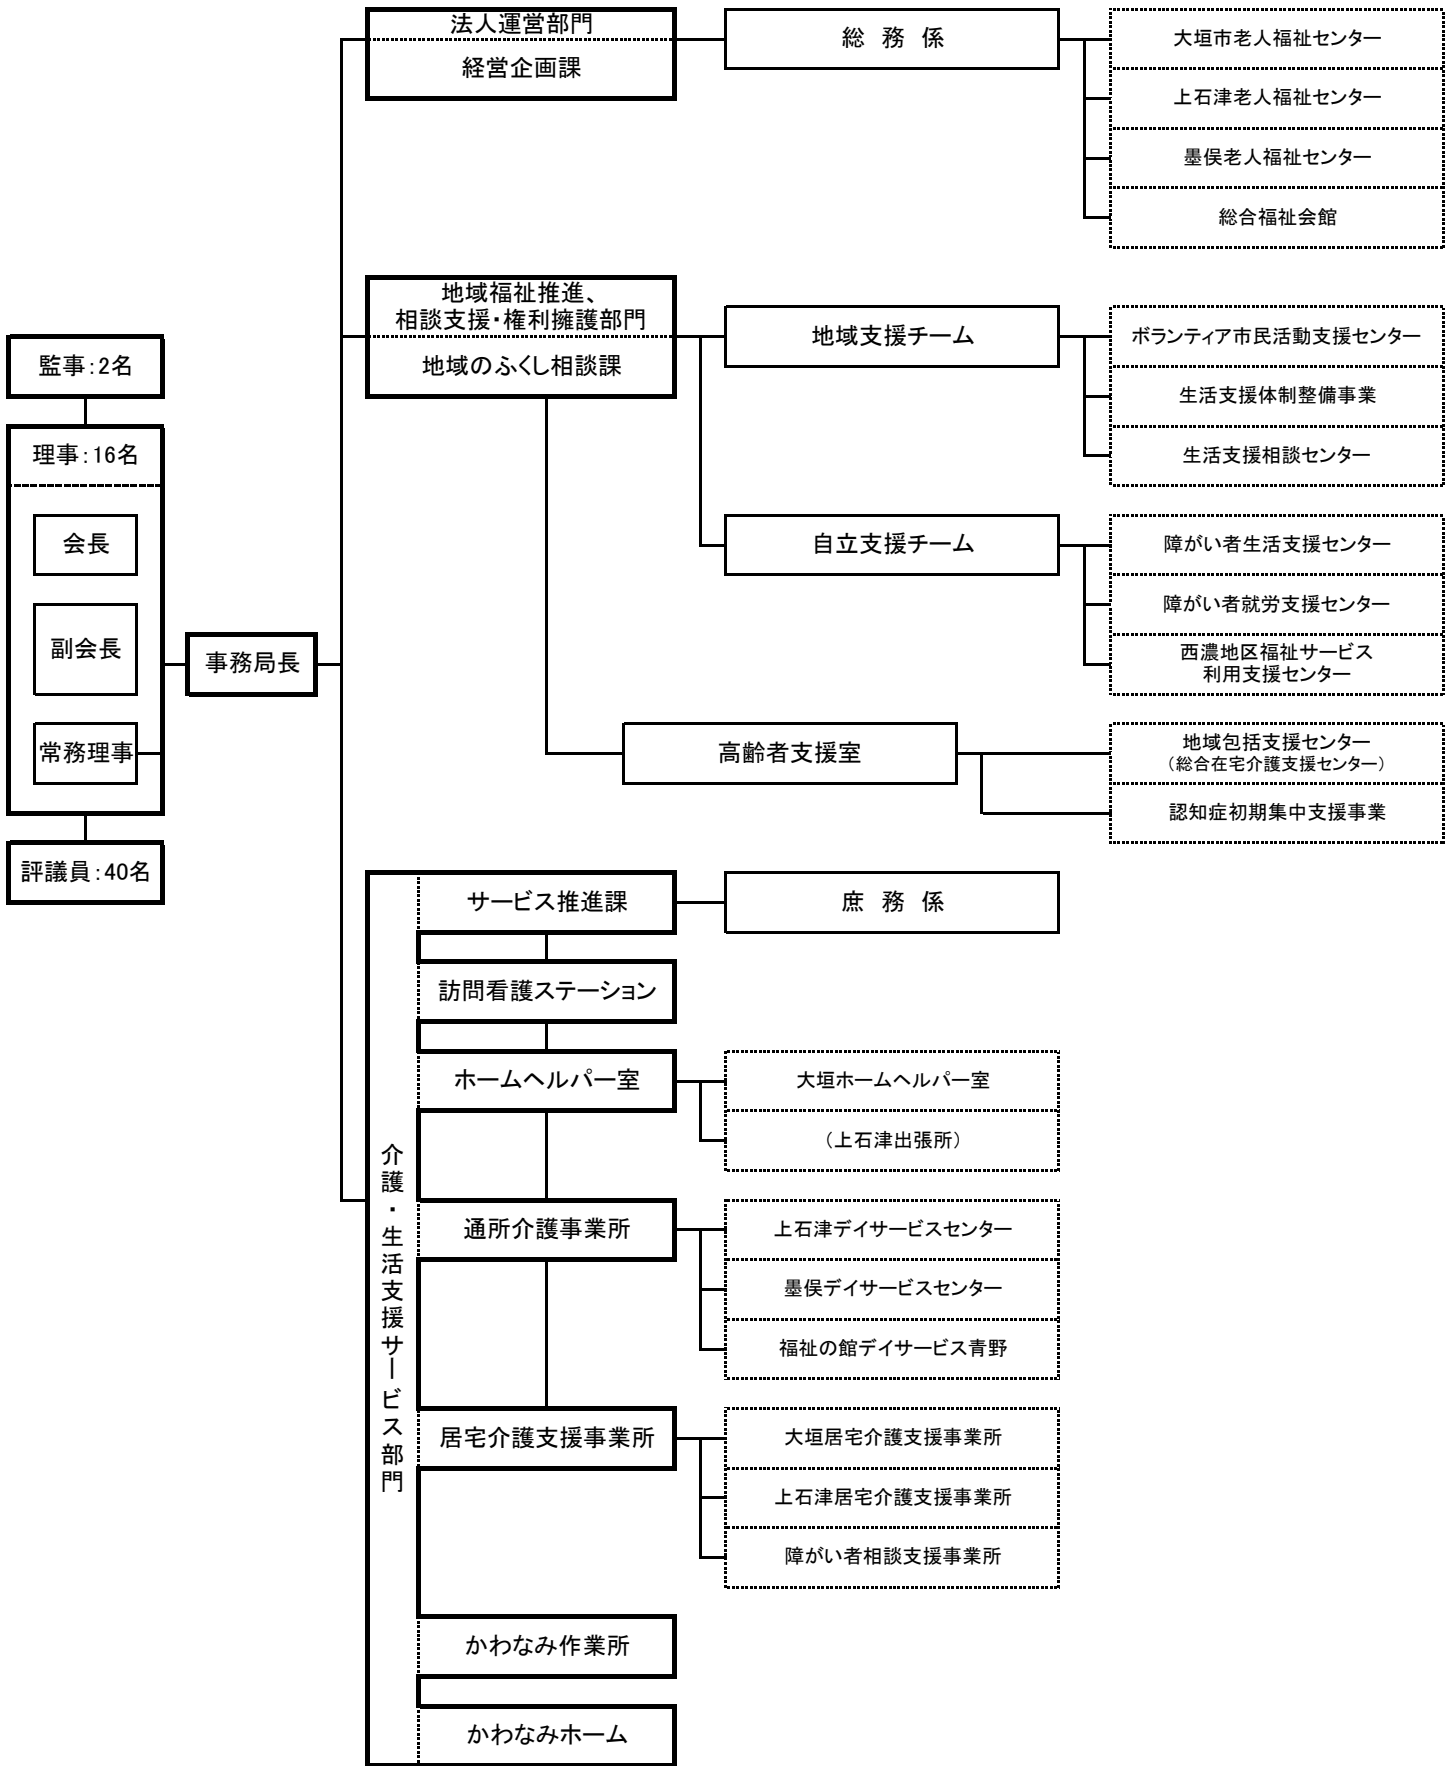 監事：2名
理事：16名
会長
副会長
常務理事
評議員：40名
事務局長
法人運営部門
経営企画課
総　務　係
大垣市老人福祉センター
上石津老人福祉センター
墨俣老人福祉センター
総合福祉会館
地域福祉推進、
相談支援・権利擁護部門
地域のふくし相談課
地域支援チーム
ボランティア市民活動支援センター
生活支援体制整備事業
生活支援相談センター
自立支援チーム
障がい者生活支援センター
障がい者就労支援センター
西濃地区福祉サービス
利用支援センター
高齢者支援室
地域包括支援センター
（総合在宅介護支援センター）
認知症初期集中支援事業
介護・生活支援サービス部門
サービス推進課
庶　務　係
訪問看護ステーション
ホームヘルパー室
大垣ホームヘルパー室
（上石津出張所）
通所介護事業所
上石津デイサービスセンター
墨俣デイサービスセンター
福祉の館デイサービス青野
居宅介護支援事業所
大垣居宅介護支援事業所
上石津居宅介護支援事業所
障がい者相談支援事業所
かわなみ作業所
かわなみホーム